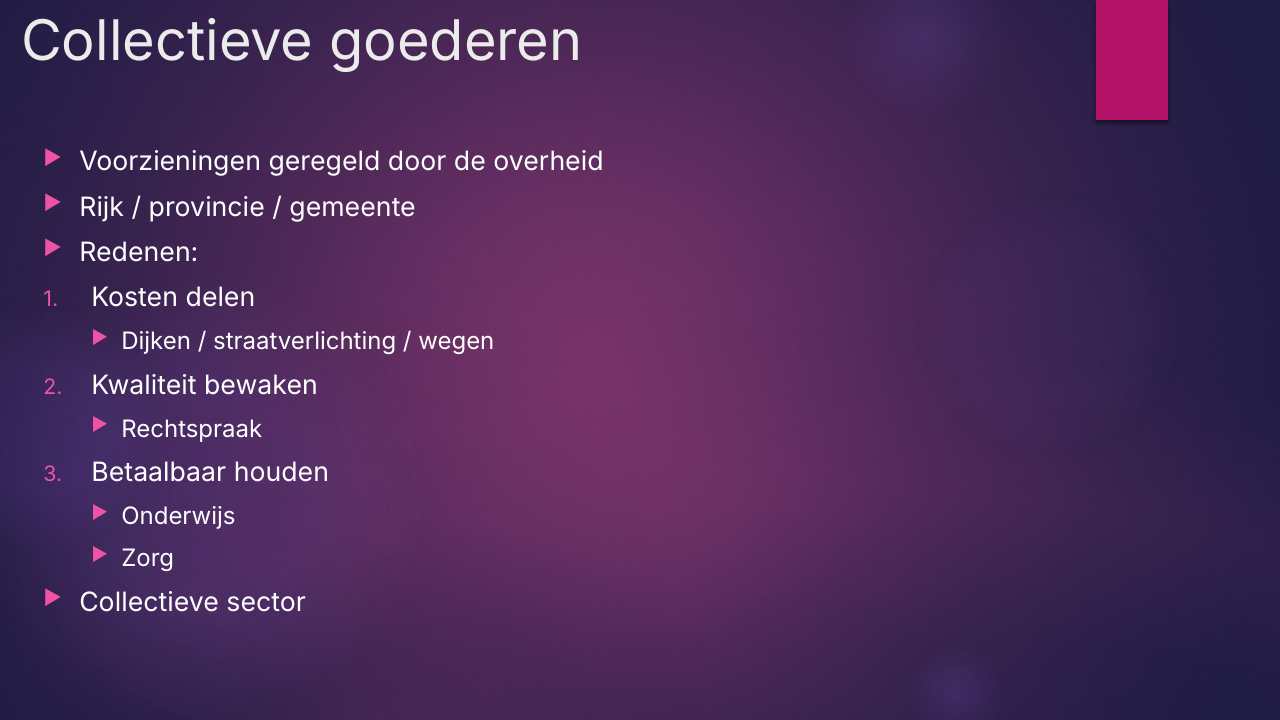 Collectieve goederen
Voorzieningen geregeld door de overheid
Rijk / provincie / gemeente
Redenen:
1. Kosten delen
Dijken / straatverlichting / wegen
2. Kwaliteit bewaken
Rechtspraak
3. Betaalbaar houden
Onderwijs
Zorg
Collectieve sector